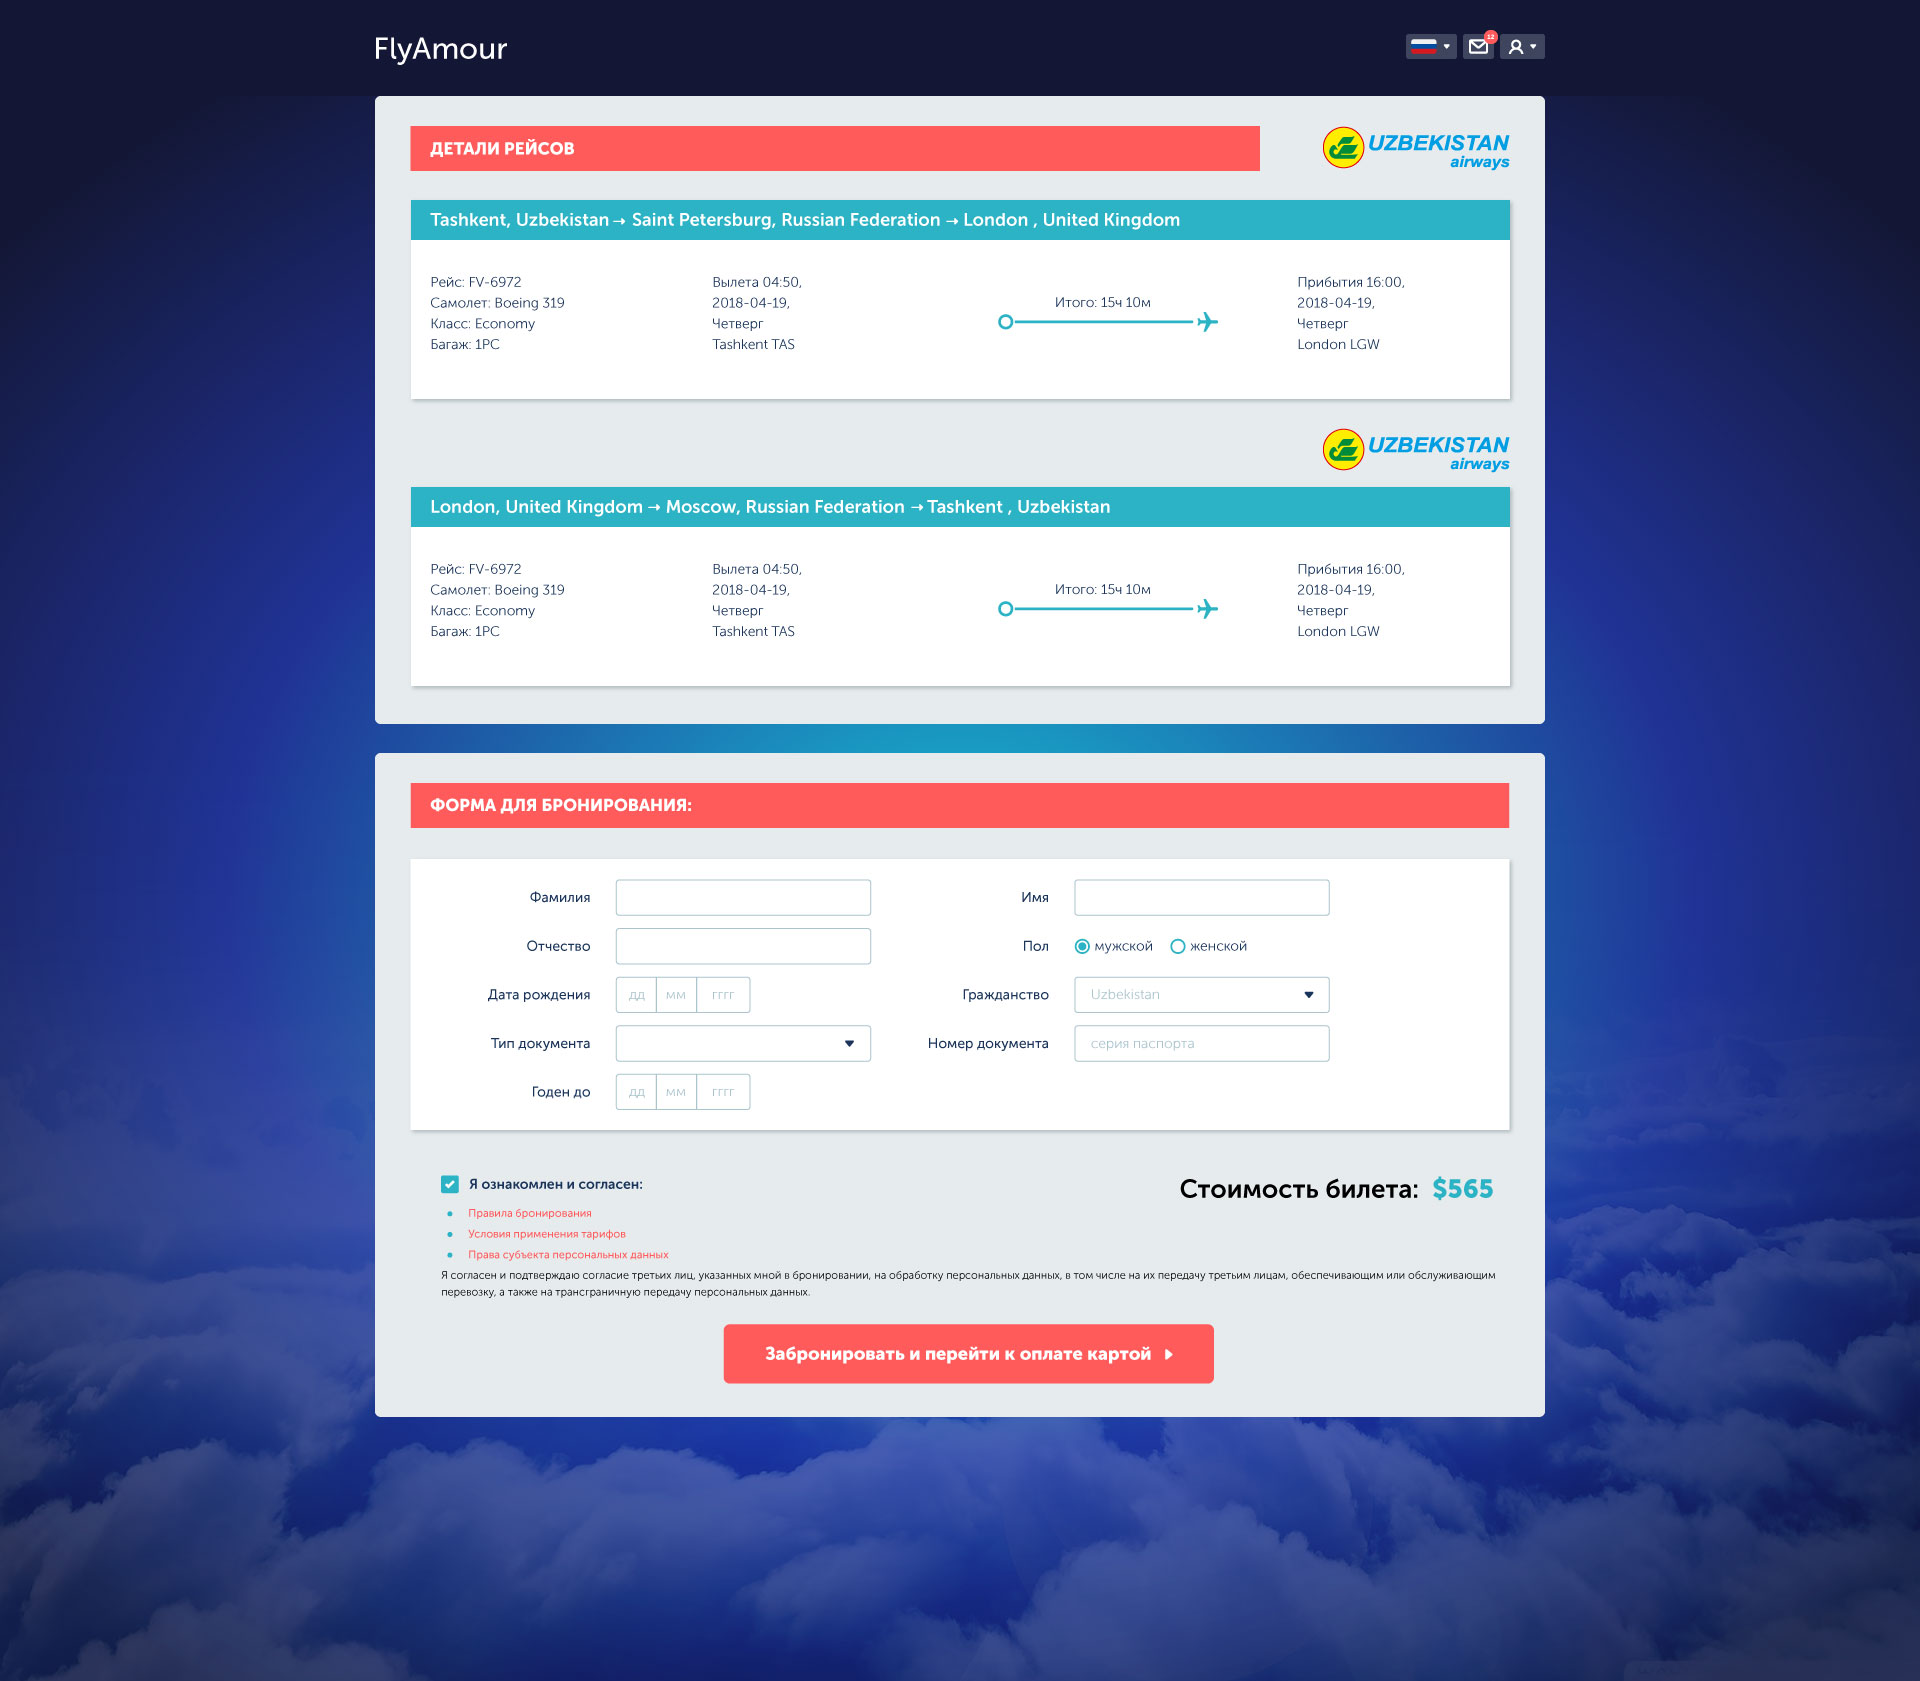 FlyAmour
12
ДЕТАЛИ РЕЙСОВ
UZBEKISTAN
airways
Tashkent, Uzbekistan → Saint Petersburg, Russian Federation → London , United Kingdom
Рейс: FV-6972
Самолет: Boeing 319
Класс: Economy
Багаж: 1PC
Вылета 04:50,
2018-04-19,
Четверг
Tashkent TAS
Итого: 15ч 10м
Прибытия 16:00,
2018-04-19,
Четверг
London LGW
UZBEKISTAN
airways
London, United Kingdom → Moscow, Russian Federation → Tashkent , Uzbekistan
Рейс: FV-6972
Самолет: Boeing 319
Класс: Economy
Багаж: 1PC
Вылета 04:50,
2018-04-19,
Четверг
Tashkent TAS
Итого: 15ч 10м
Прибытия 16:00,
2018-04-19,
Четверг
London LGW
ФОРМА ДЛЯ БРОНИРОВАНИЯ:
Фамилия
Имя
Отчество
Пол мужской женской
Дата рождения дд мм гггг
Гражданство Uzbekistan
Тип документа
Номер документа серия паспорта
Годен до дд мм гггг
Я ознакомлен и согласен:
Стоимость билета: $565
Правила бронирования
Условия применения тарифов
Права субъекта персональных данных
Я согласен и подтверждаю согласие третьих лиц, указанных мной в бронировании, на обработку персональных данных, в том числе на их передачу третьим лицам, обеспечивающим или обслуживающим
перевозку, а также на трансграничную передачу персональных данных.
Забронировать и перейти к оплате картой